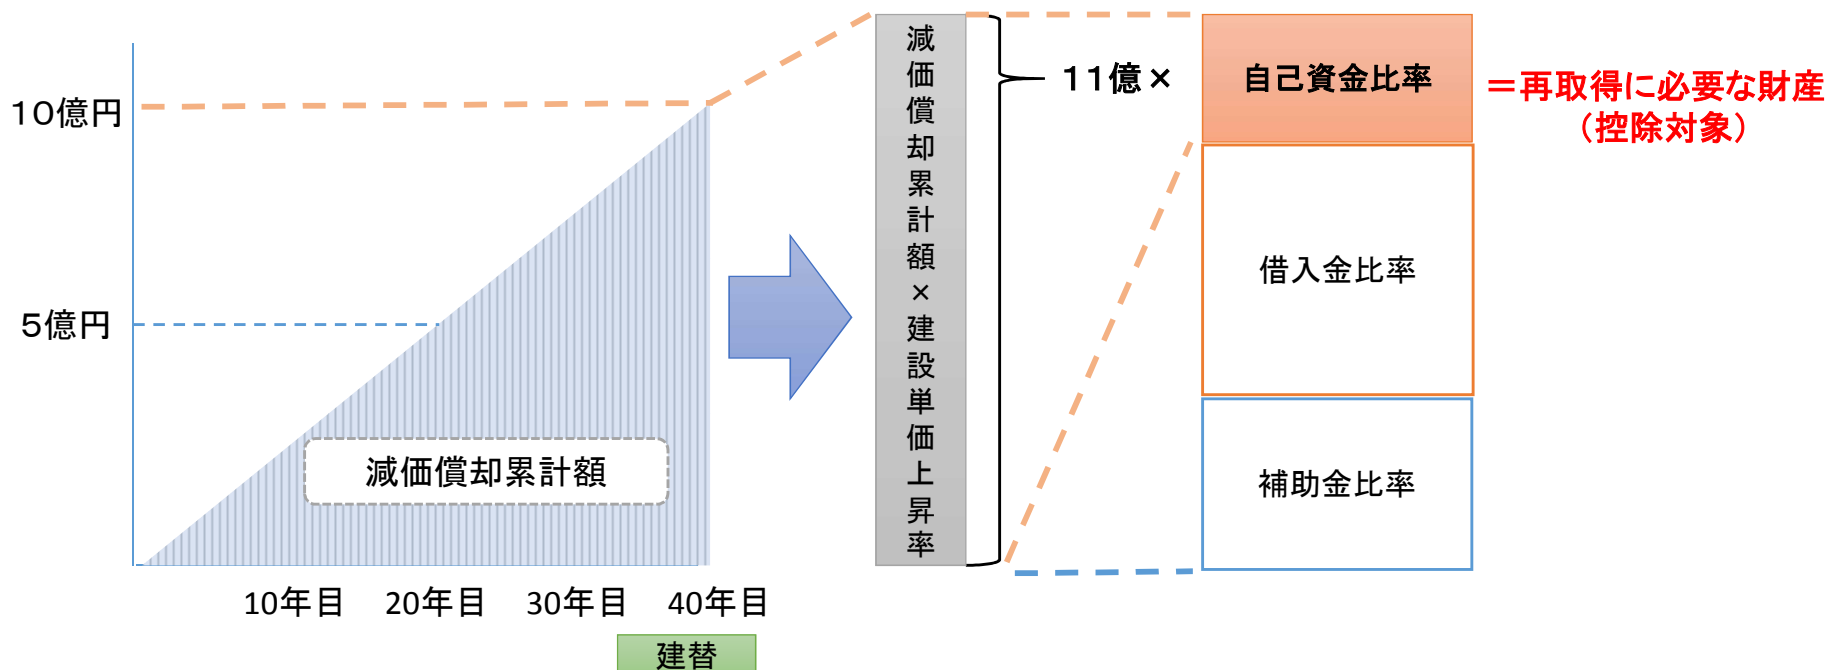 10億円
5億円
減価償却累計額
10年目 20年目 30年目 40年目
建替
減価償却累計額×建設単価上昇率
11億×
自己資金比率
借入金比率
補助金比率
＝再取得に必要な財産
（控除対象）